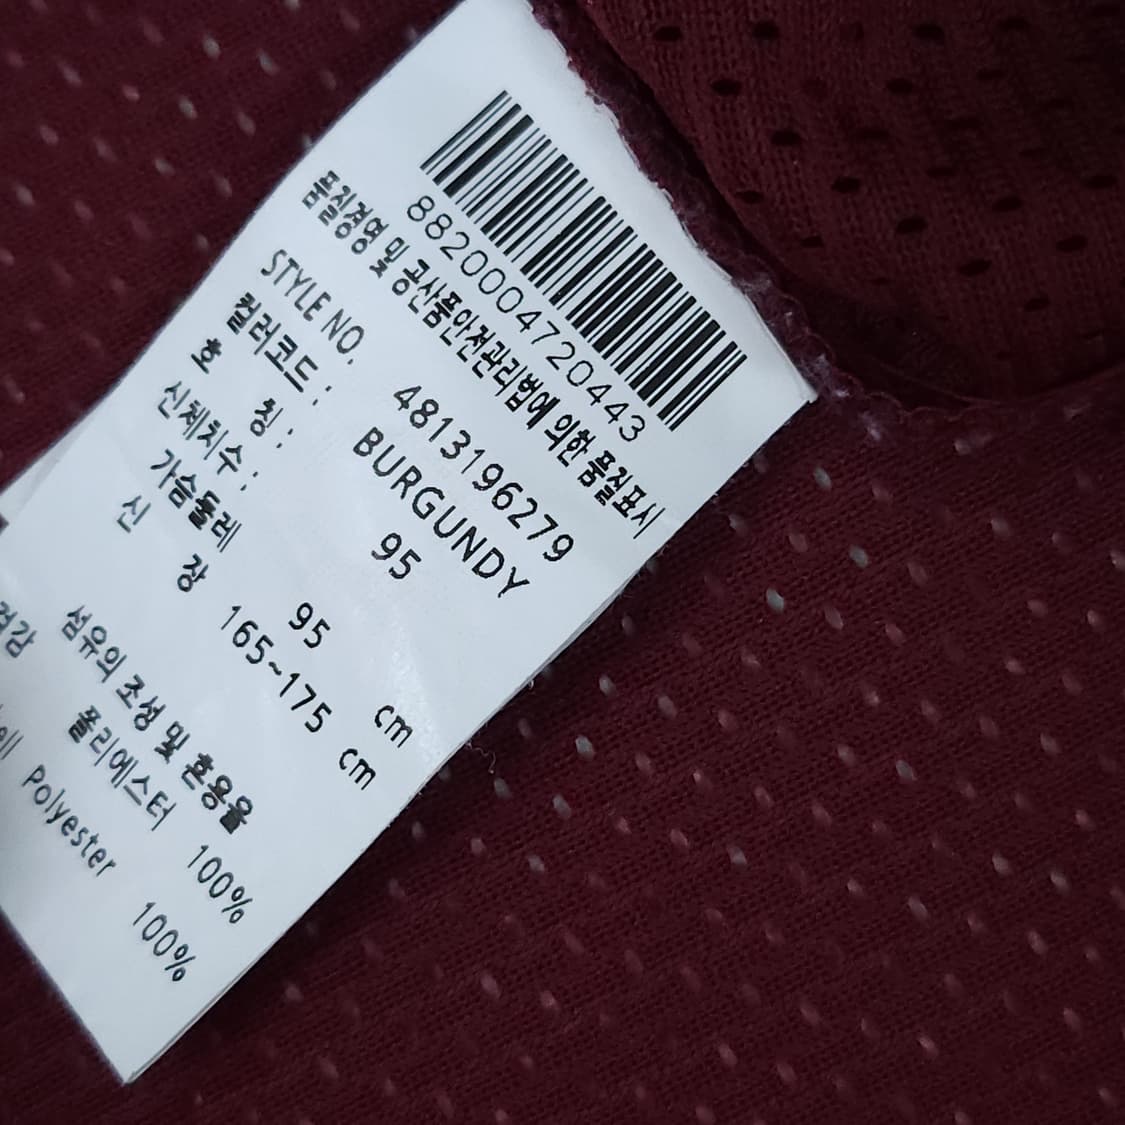 8820004720443
품질경영 및 공산품안전관리법에 의한 품질표시
STYLE NO. 4813196279
컬러코드 : BURGUNDY
호 칭 : 95
신체치수 :
가슴둘레 95 cm
신 장 165~175 cm
섬유의 조성 및 혼용율
겉감 폴리에스터 100%
Polyester 100%